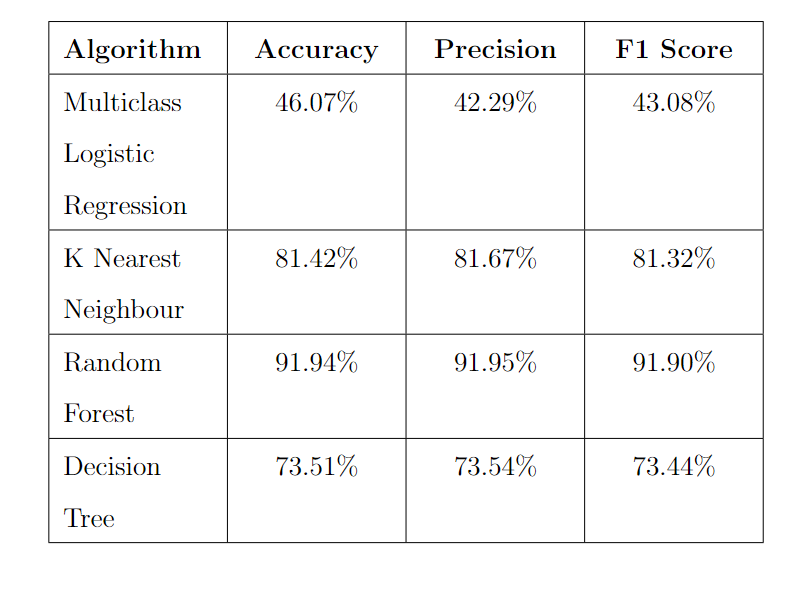 Algorithm Accuracy Precision F1 Score
Multiclass 46.07% 42.29% 43.08%
Logistic
Regression
K Nearest 81.42% 81.67% 81.32%
Neighbour
Random 91.94% 91.95% 91.90%
Forest
Decision 73.51% 73.54% 73.44%
Tree